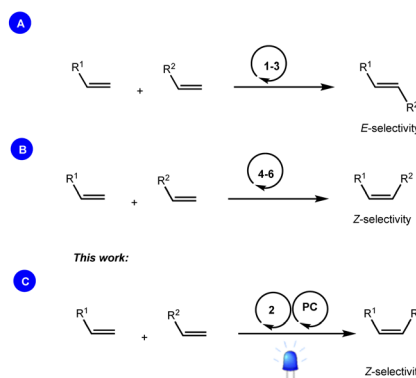 A
R1
+
R2
1-3
R1
R2
E-selectivity
B
R1
+
R2
4-6
R1
R2
Z-selectivity
This work:
C
R1
+
R2
2
PC
R1
R
Z-selectivit